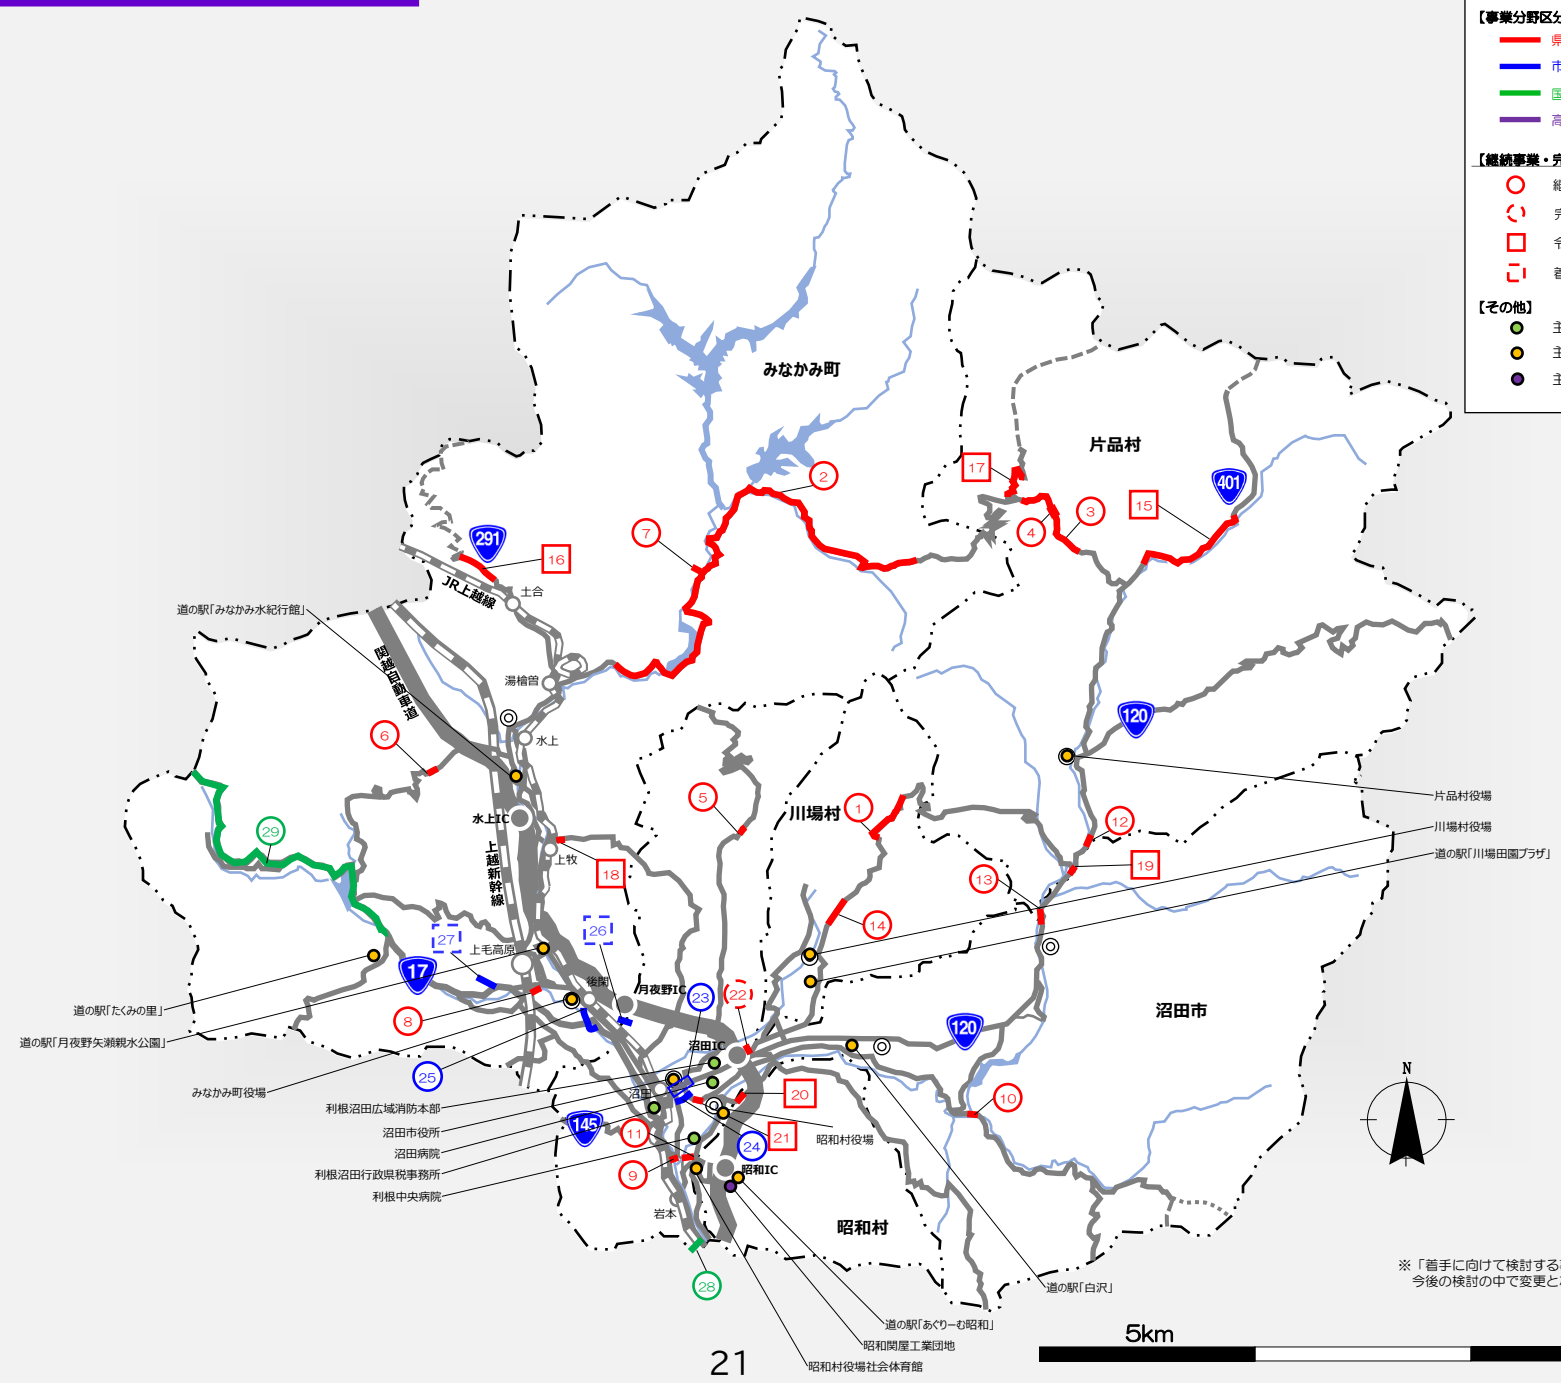 【事業分野区分
【継続事業・完
【その他】
主
主
主
みなかみ町
片品村
2
17
401
15
3
4
7
291
16
JR上越線
土合
道の駅「みなかみ水紀行館」
関越自動車道
湯檜曽
120
6
水上
片品村役場
5
川場村
1
水上IC
12
川場村役場
29
道の駅「川場田園プラザ」
上毛高原
上牧
上越新幹線
18
19
13
14
27
26
17
後閑
月夜野IC
23
22
沼田市
道の駅「たくみの里」
8
120
道の駅「月夜野矢瀬親水公園」
沼田IC
25
みなかみ町役場
沼田
20
10
N
利根沼田広域消防本部
145
沼田市役所
11
21
昭和村役場
24
沼田病院
利根沼田行政県税事務所
9
昭和IC
利根中央病院
岩本
昭和村
28
道の駅「白沢」
※「着手に向けて検討する
今後の検討の中で変更と
道の駅「あぐりーむ昭和」
5km
昭和関屋工業団地
21
昭和村役場社会体育館